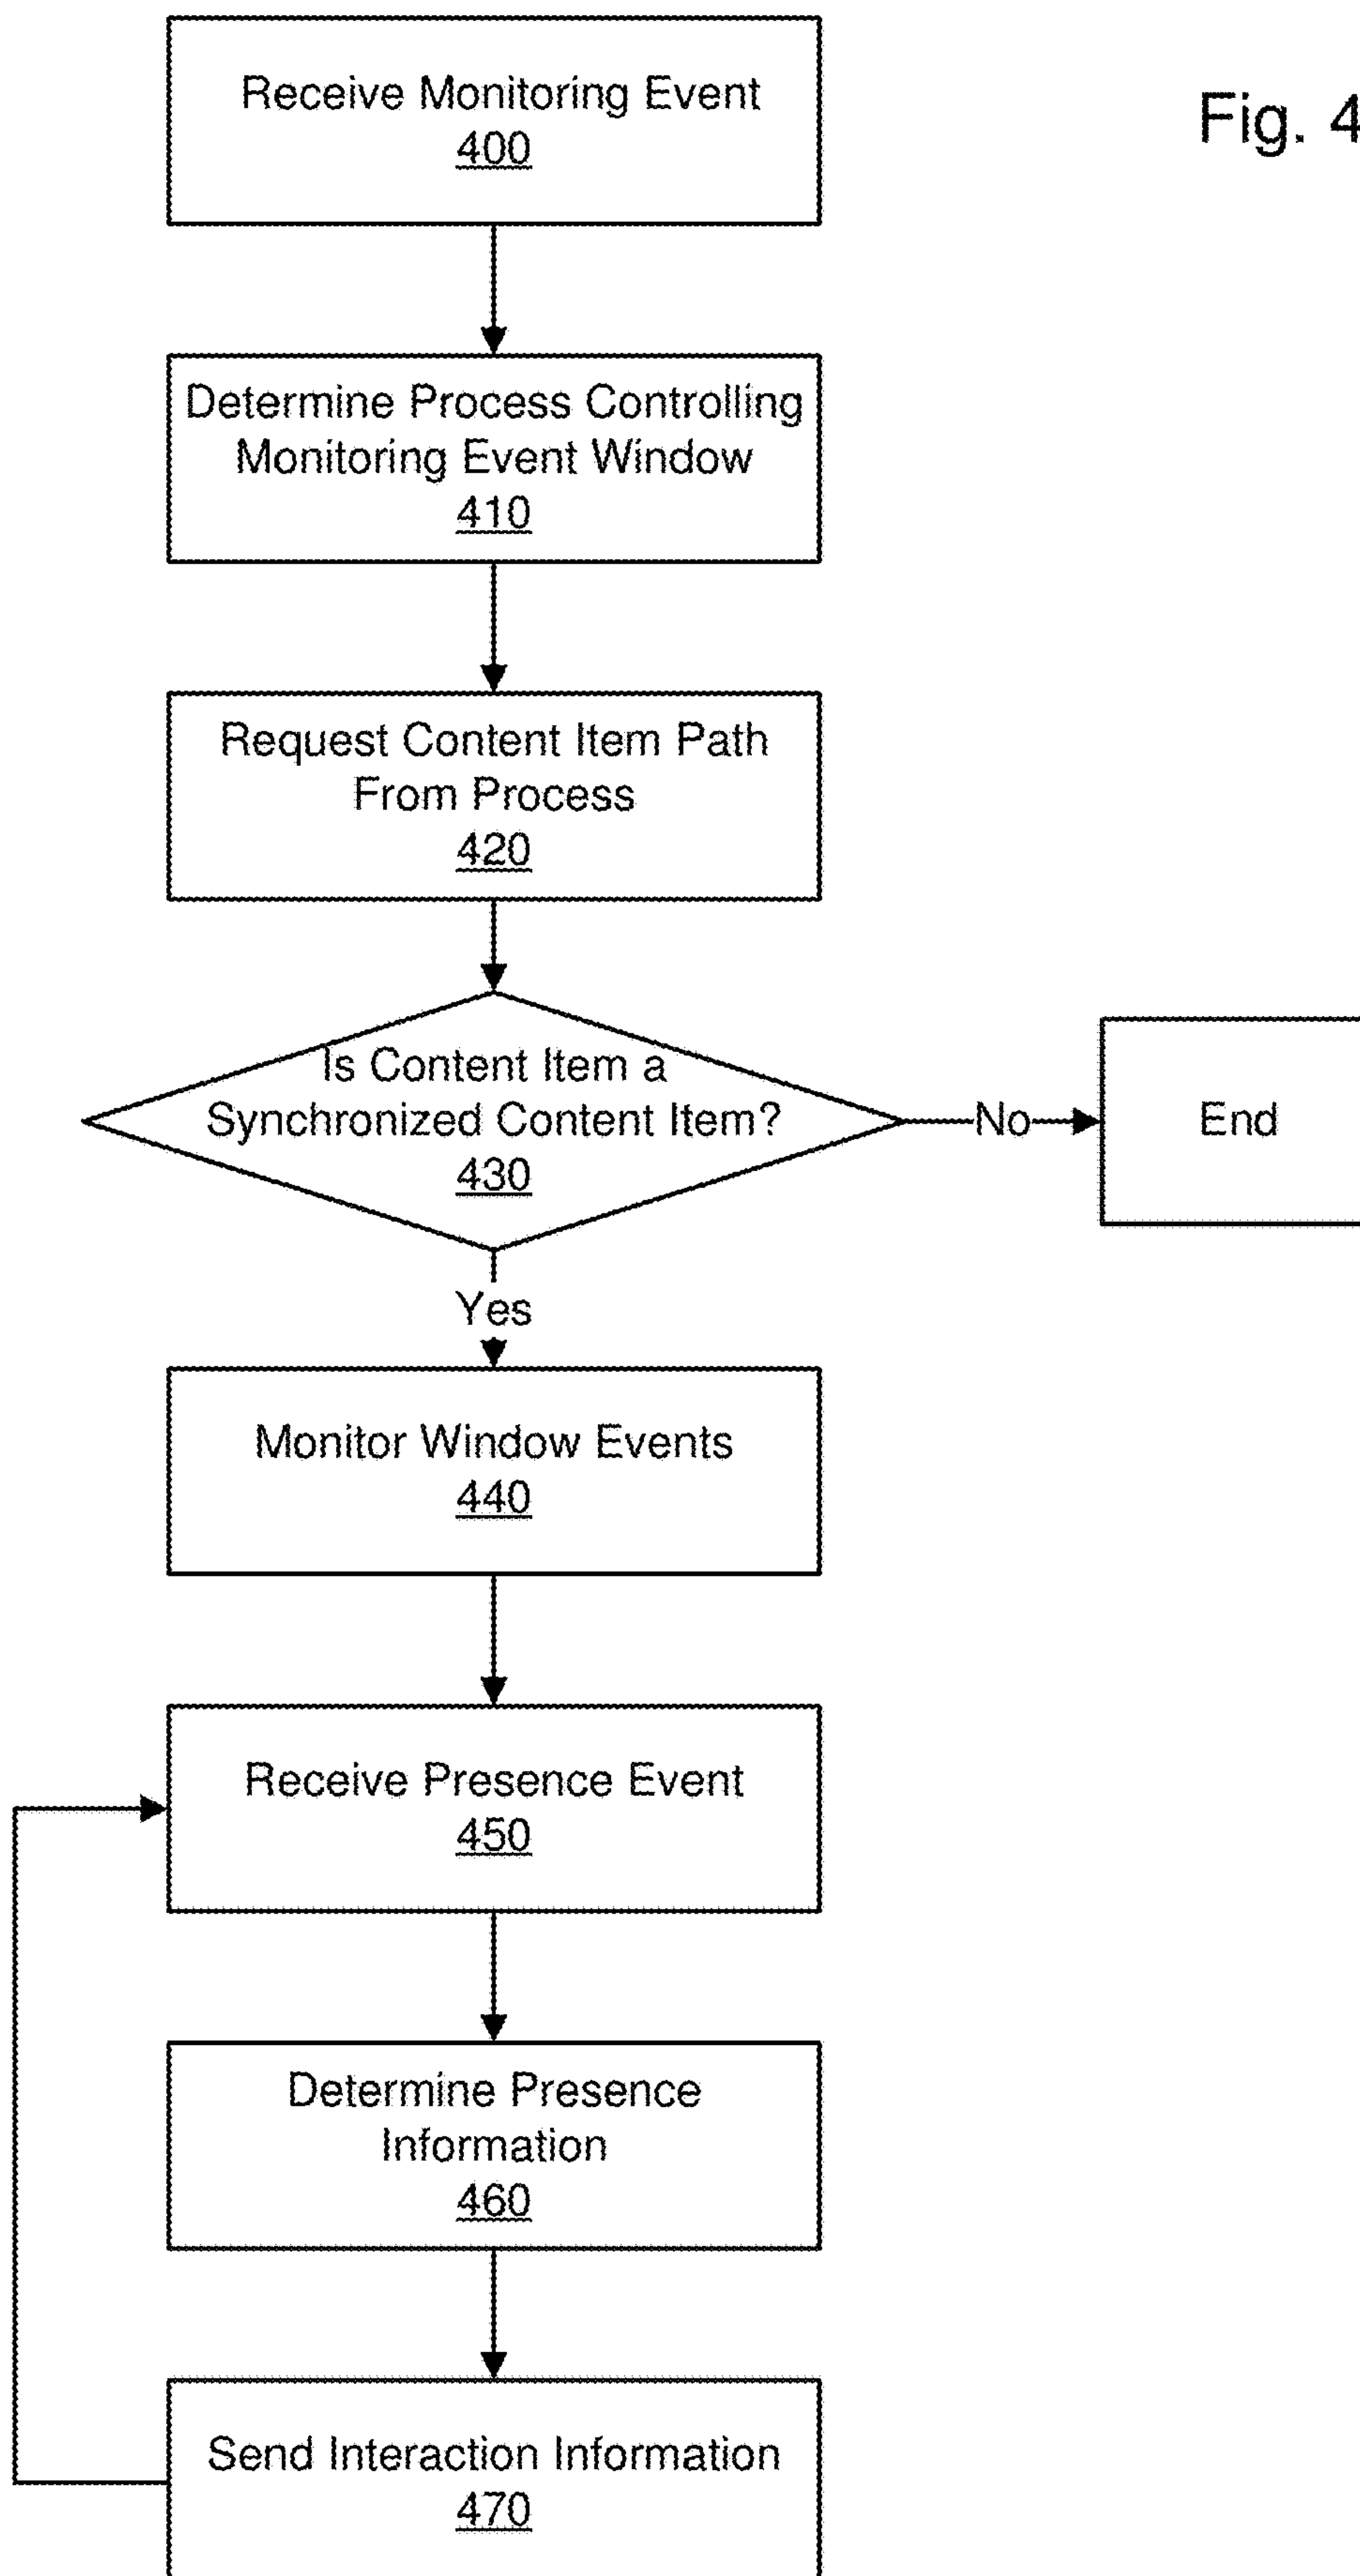 Receive Monitoring Event
400
Fig. 4
Determine Process Controlling
Monitoring Event Window
410
Request Content Item Path
From Process
420
Is Content Item a
Synchronized Content Item?
430
No
End
Yes
Monitor Window Events
440
Receive Presence Event
450
Determine Presence
Information
460
Send Interaction Information
470